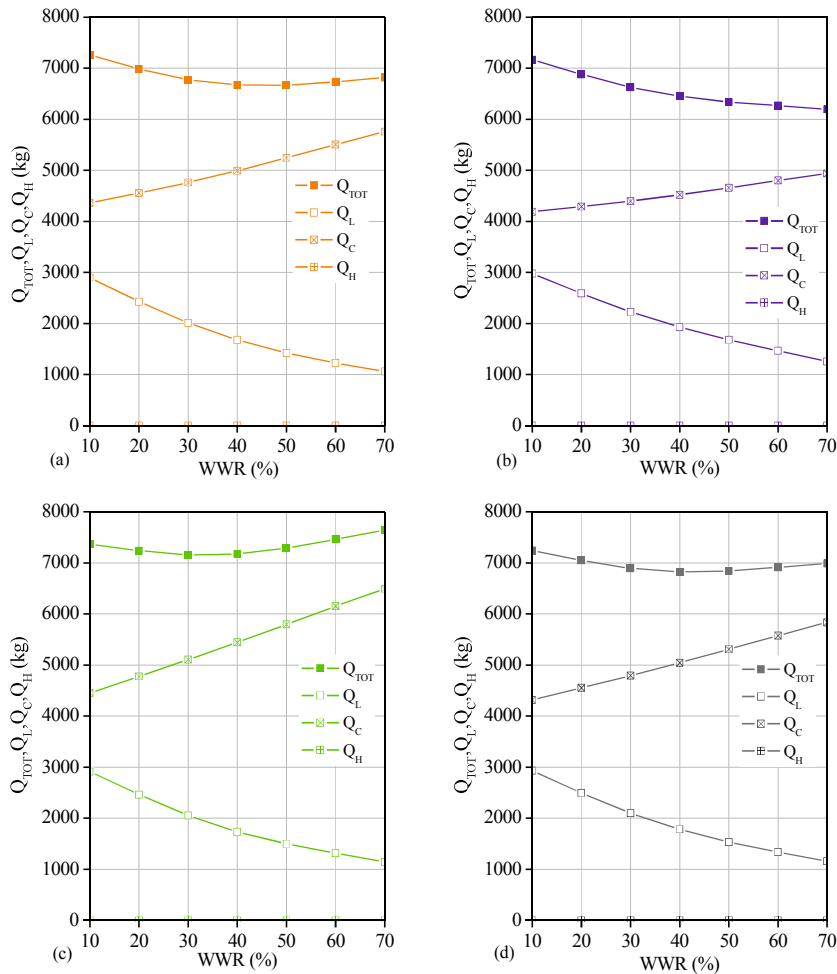 8000
7000
6000
5000
4000
3000
2000
1000
0
Q_TOT,Q_L,Q_C,Q_H (kg)
Q_TOT
Q_L
Q_C
Q_H
10 20 30 40 50 60 70
(a)
WWR (%)
8000
7000
6000
5000
4000
3000
2000
1000
0
Q_TOT,Q_L,Q_C,Q_H (kg)
Q_TOT
Q_L
Q_C
Q_H
10 20 30 40 50 60 70
(b)
WWR (%)
8000
7000
6000
5000
4000
3000
2000
1000
0
Q_TOT,Q_L,Q_C,Q_H (kg)
Q_TOT
Q_L
Q_C
Q_H
(c)
10 20 30 40 50 60 70
WWR (%)
8000
7000
6000
5000
4000
3000
2000
1000
0
Q_TOT,Q_L,Q_C,Q_H (kg)
Q_TOT
Q_L
Q_C
Q_H
(d)
10 20 30 40 50 60 70
WWR (%)